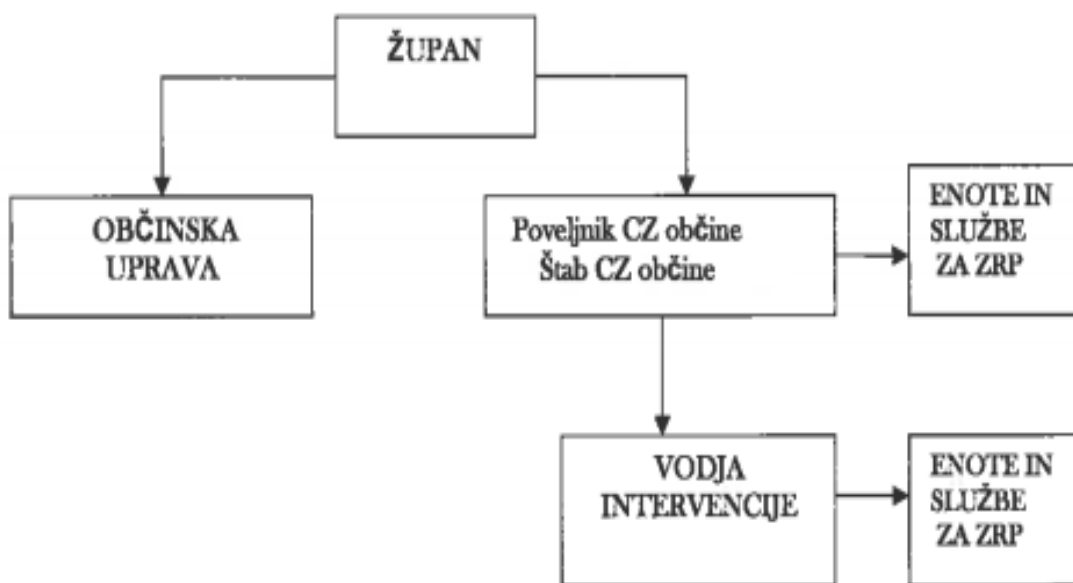 ŽUPAN
OBČINSKA
UPRAVA
Poveljnik CZ občine
Štab CZ občine
ENOTE IN
SLUŽBE
ZA ZRP
VODJA
INTERVENCIJE
ENOTE IN
SLUŽBE
ZA ZRP